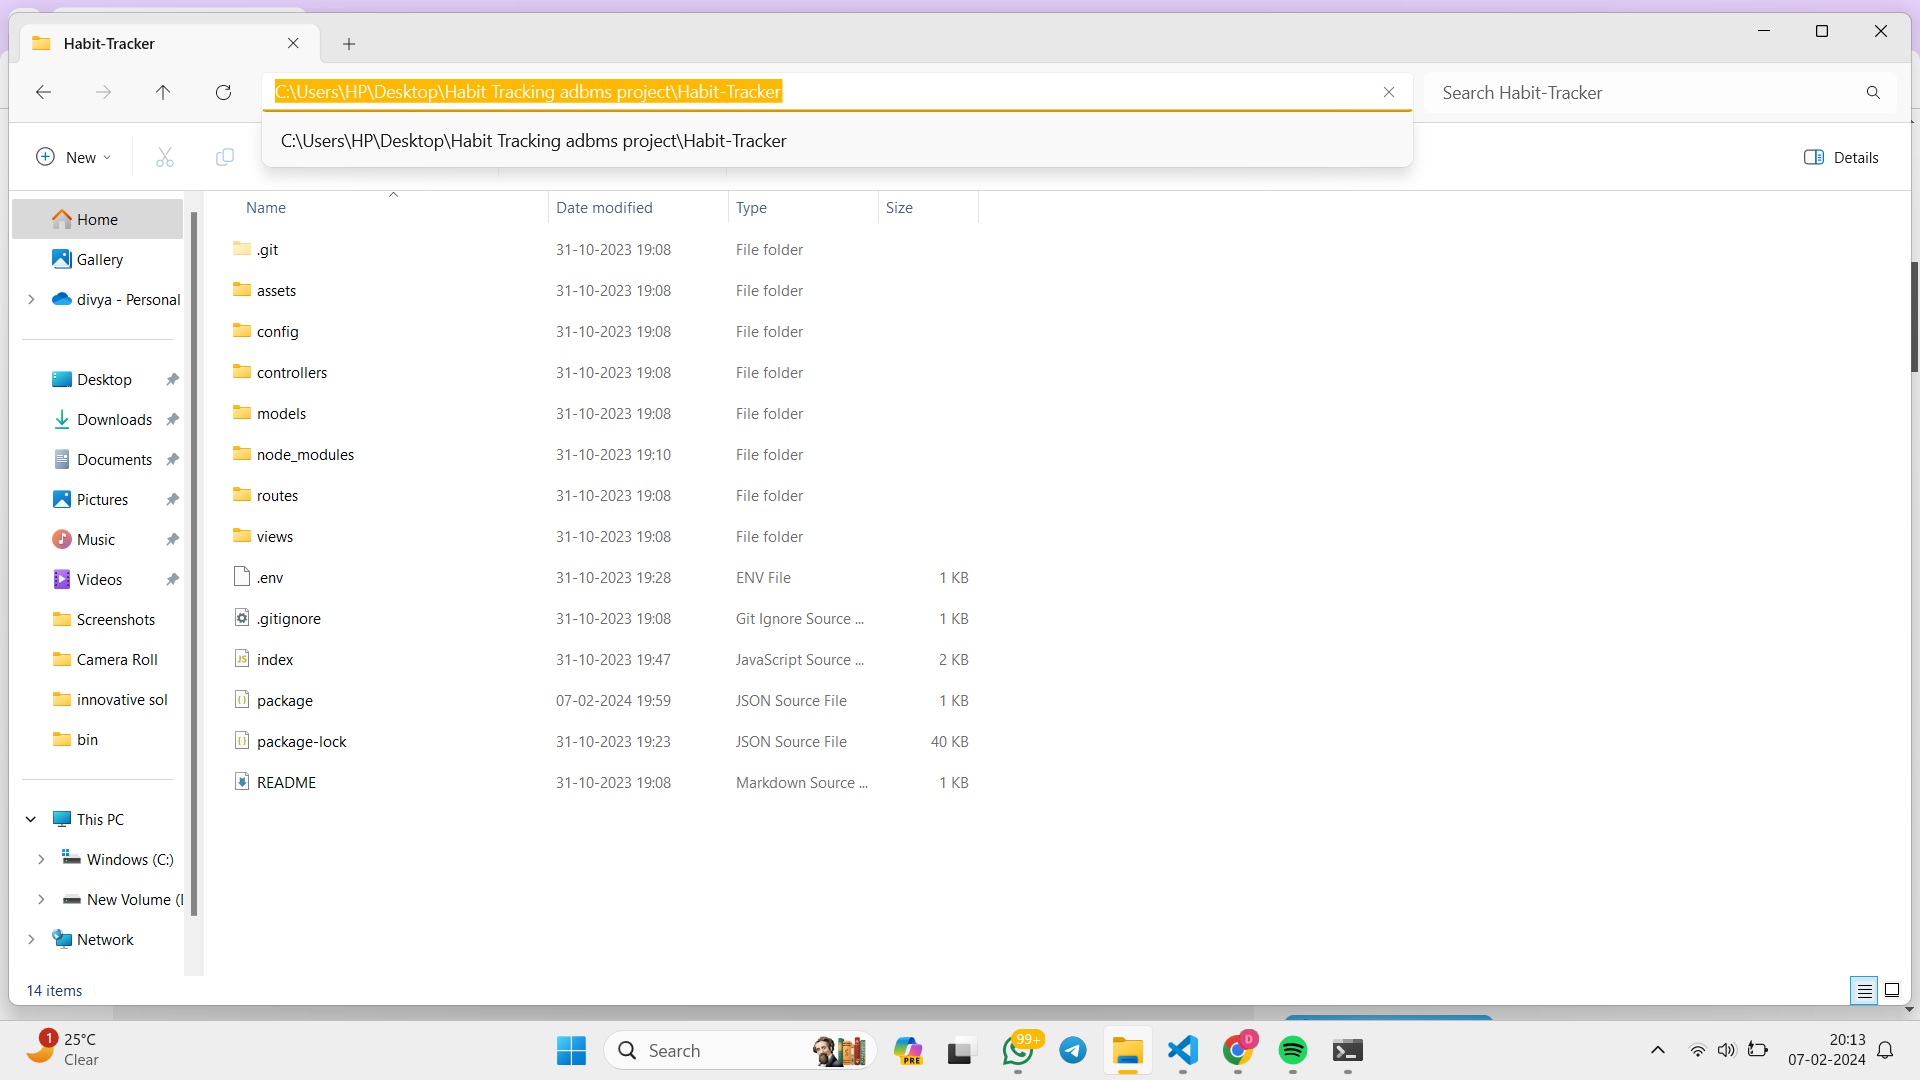 Habit-Tracker
C:\Users\HP\Desktop\Habit Tracking adbms project\Habit-Tracker
Search Habit-Tracker
C:\Users\HP\Desktop\Habit Tracking adbms project\Habit-Tracker
New
Details
Home
Gallery
divya - Personal
Desktop
Downloads
Documents
Pictures
Music
Videos
Screenshots
Camera Roll
innovative sol
bin
This PC
Windows (C:)
New Volume (
Network
Name Date modified Type Size
.git 31-10-2023 19:08 File folder
assets 31-10-2023 19:08 File folder
config 31-10-2023 19:08 File folder
controllers 31-10-2023 19:08 File folder
models 31-10-2023 19:08 File folder
node_modules 31-10-2023 19:10 File folder
routes 31-10-2023 19:08 File folder
views 31-10-2023 19:08 File folder
.env 31-10-2023 19:28 ENV File 1 KB
.gitignore 31-10-2023 19:08 Git Ignore Source ... 1 KB
index 31-10-2023 19:47 JavaScript Source ... 2 KB
package 07-02-2024 19:59 JSON Source File 1 KB
package-lock 31-10-2023 19:23 JSON Source File 40 KB
README 31-10-2023 19:08 Markdown Source ... 1 KB
14 items
1
25°C
Clear
Search
PRE
99+
D
20:13
07-02-2024